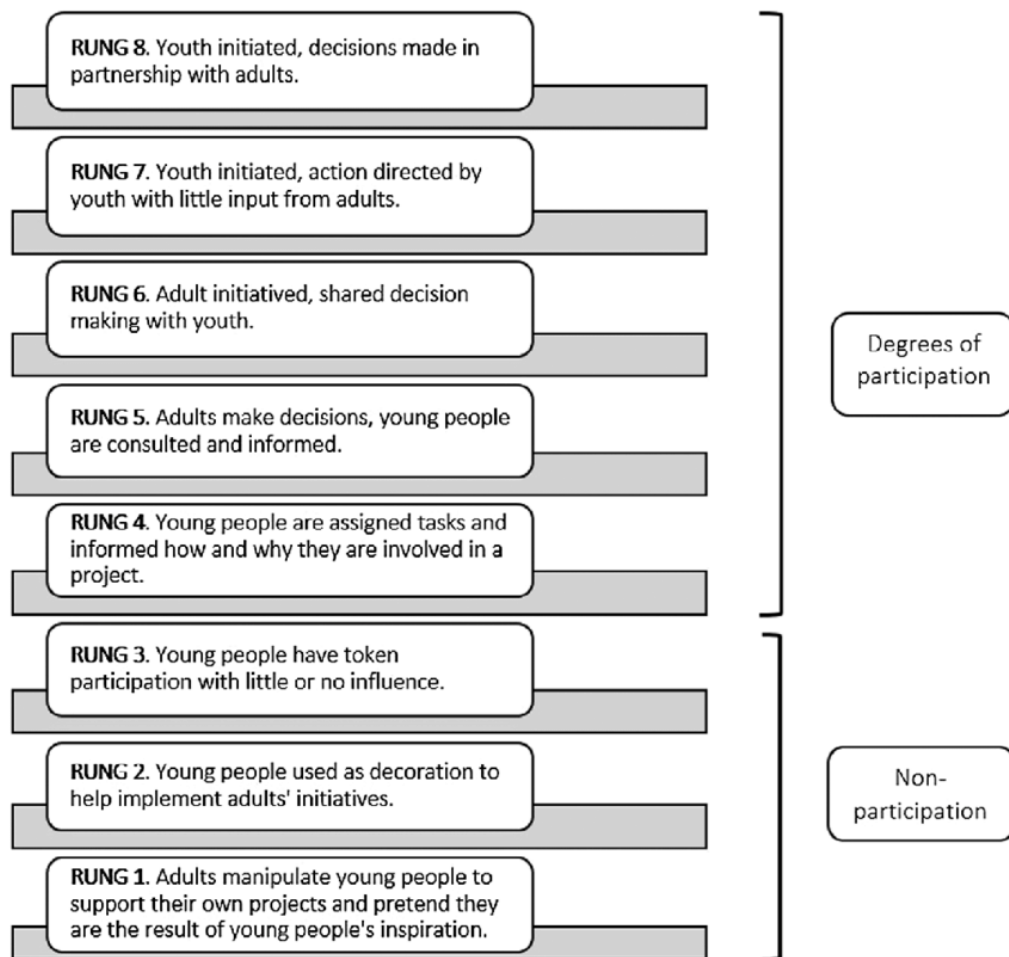 RUNG 8. Youth initiated, decisions made in
partnership with adults.
RUNG 7. Youth initiated, action directed by
youth with little input from adults.
RUNG 6. Adult initiatived, shared decision
making with youth.
RUNG 5. Adults make decisions, young people
are consulted and informed.
RUNG 4. Young people are assigned tasks and
informed how and why they are involved in a
project.
RUNG 3. Young people have token
participation with little or no influence.
RUNG 2. Young people used as decoration to
help implement adults' initiatives.
RUNG 1. Adults manipulate young people to
support their own projects and pretend they
are the result of young people's inspiration.
Degrees of
participation
Non-
participation